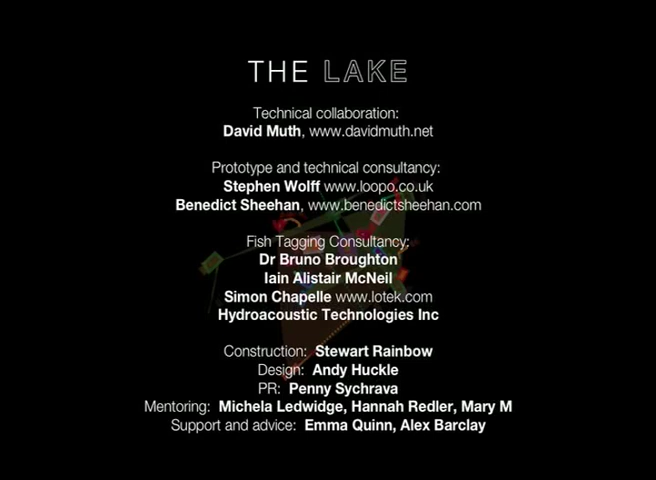 THE LAKE
Technical collaboration:
David Muth, www.davidmuth.net
Prototype and technical consultancy:
Stephen Wolff www.loopo.co.uk
Benedict Sheehan, www.benedictsheehan.com
Fish Tagging Consultancy:
Dr Bruno Broughton
Iain Alistair McNeil
Simon Chapelle www.lotek.com
Hydroacoustic Technologies Inc
Construction: Stewart Rainbow
Design: Andy Huckle
PR: Penny Sychrava
Mentoring: Michela Ledwidge, Hannah Redler, Mary M
Support and advice: Emma Quinn, Alex Barclay